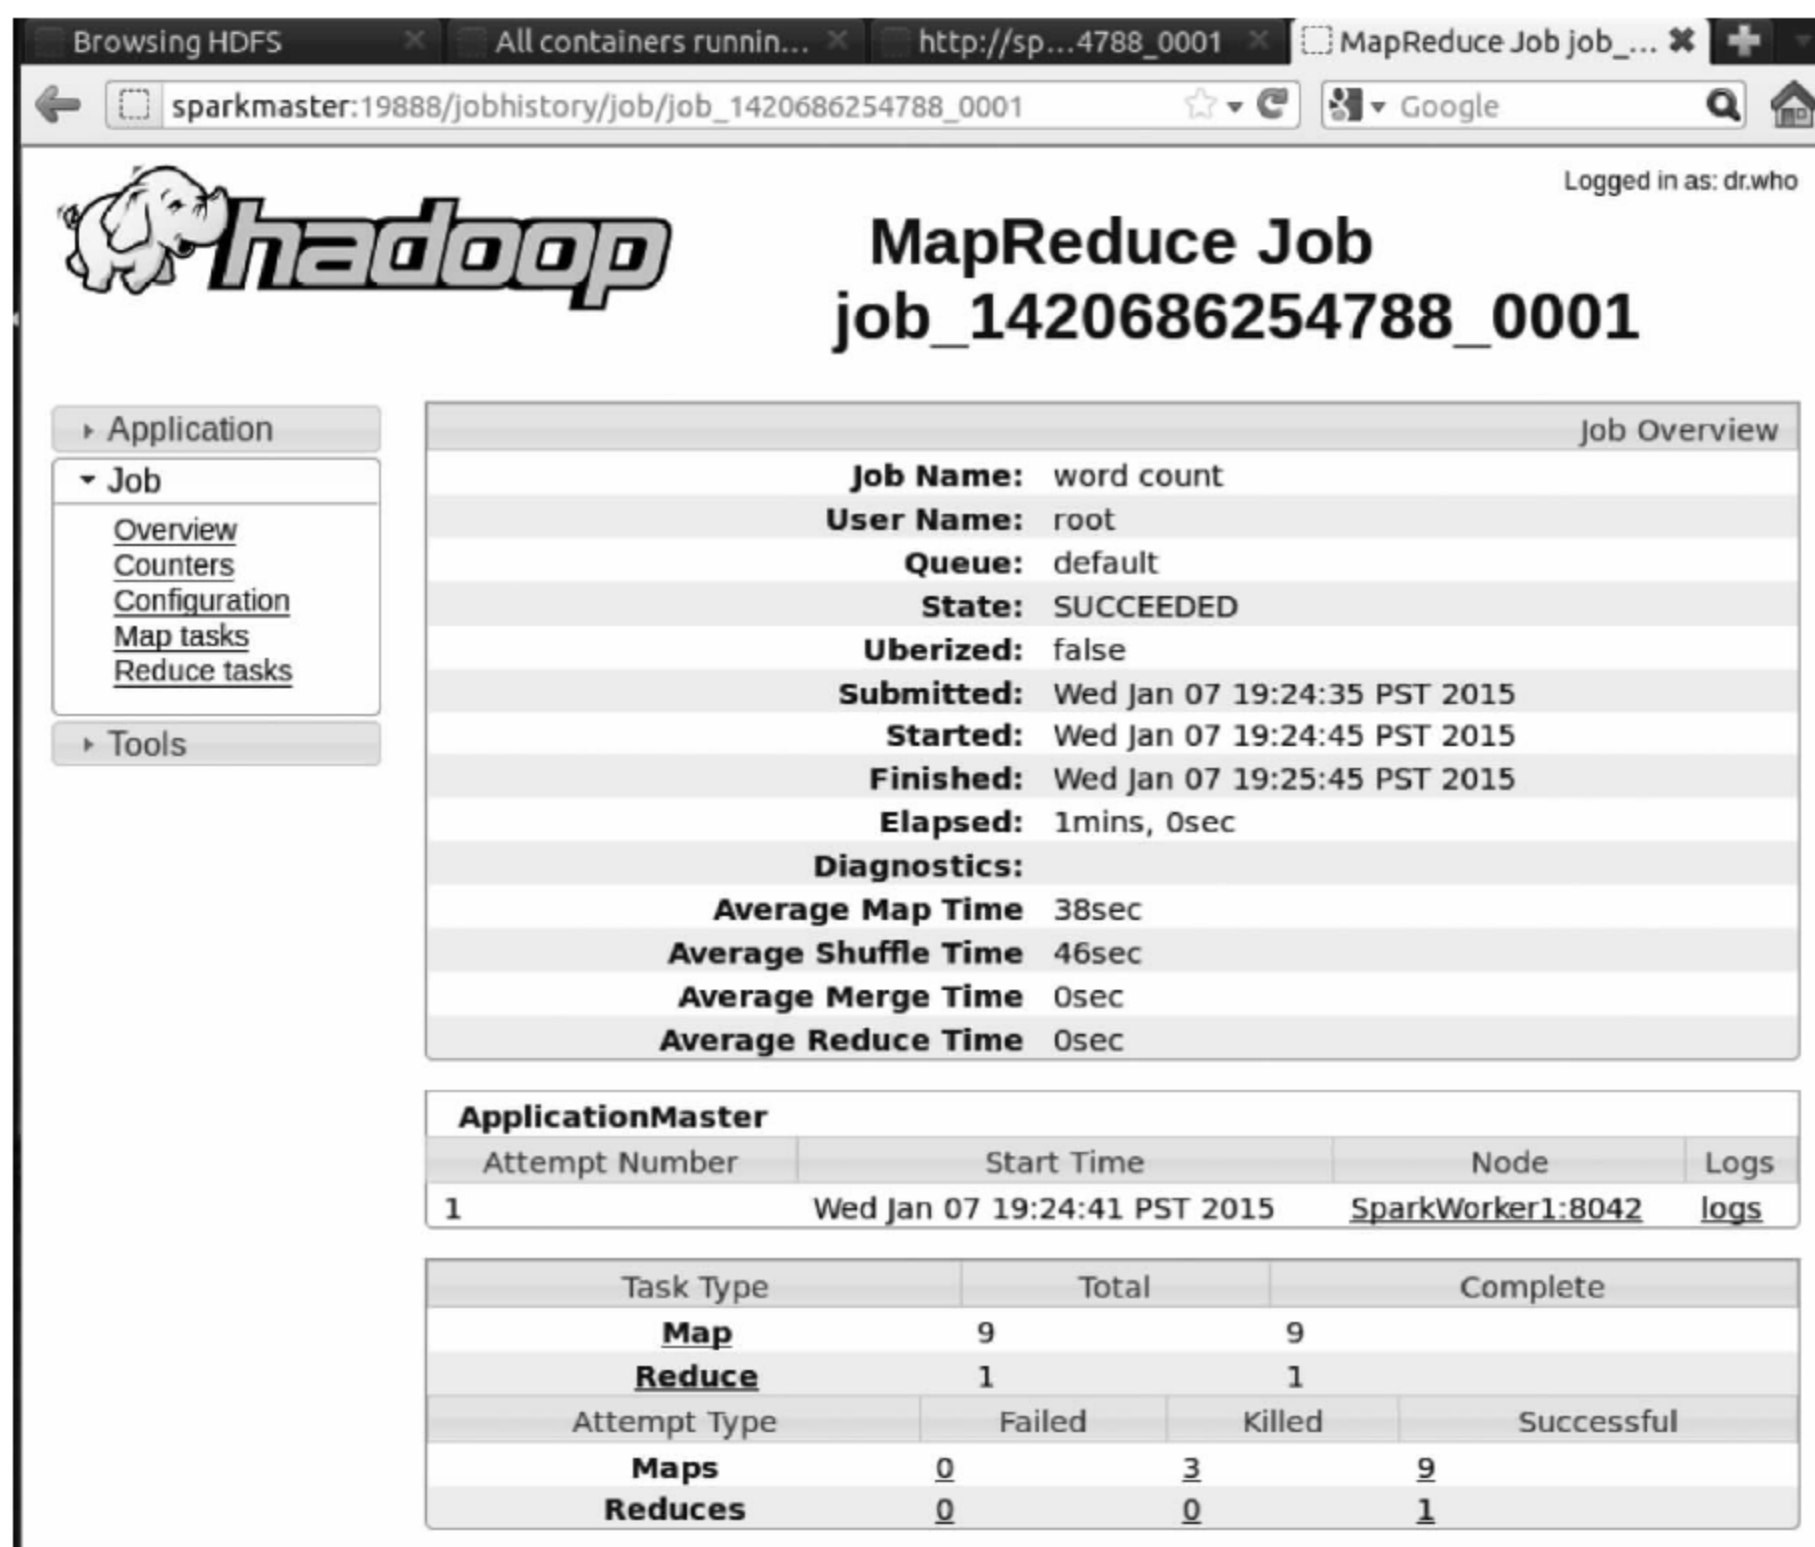 Browsing HDFS All containers runnin... http://sp...4788_0001 MapReduce Job job_...
sparkmaster:19888/jobhistory/job/job_1420686254788_0001 Google
Logged in as: dr.who
hadoop
MapReduce Job
job_1420686254788_0001
Application
Job
Overview
Counters
Configuration
Map tasks
Reduce tasks
Tools
Job Overview
Job Name: word count
User Name: root
Queue: default
State: SUCCEEDED
Uberized: false
Submitted: Wed Jan 07 19:24:35 PST 2015
Started: Wed Jan 07 19:24:45 PST 2015
Finished: Wed Jan 07 19:25:45 PST 2015
Elapsed: 1mins, 0sec
Diagnostics:
Average Map Time 38sec
Average Shuffle Time 46sec
Average Merge Time 0sec
Average Reduce Time 0sec
ApplicationMaster
Attempt Number Start Time Node Logs
1 Wed Jan 07 19:24:41 PST 2015 SparkWorker1:8042 logs
Task Type Total Complete
Map 9 9
Reduce 1 1
Attempt Type Failed Killed Successful
Maps 0 3 9
Reduces 0 0 1